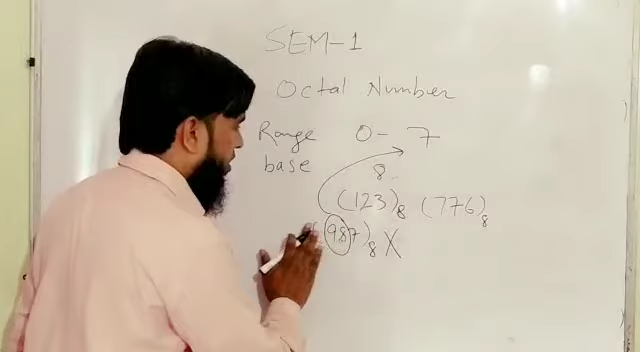 SEM-1
Octal Number
Range 0-7
base 8
(123)8 (776)8
(987)8 X